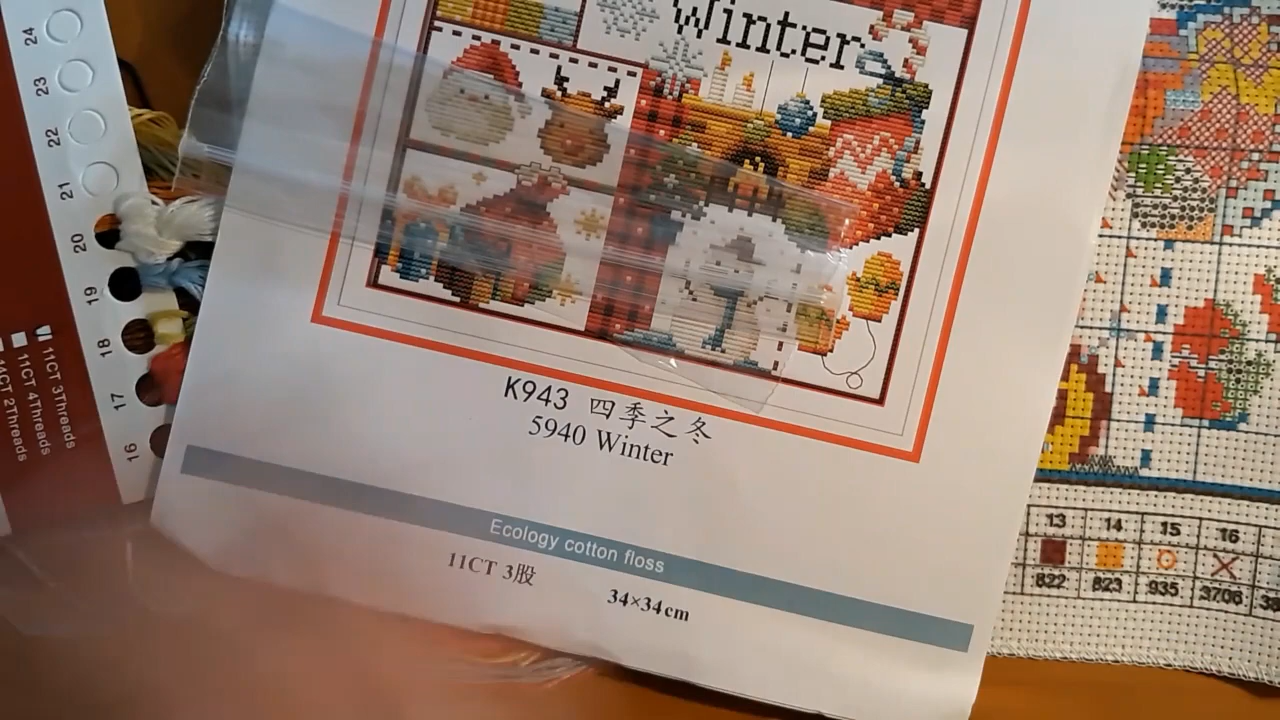 Winter
K943 四季之冬
5940 Winter
Ecology cotton floss
11CT 3股
34×34cm
24
23
22
21
20
19
18
17
16
11CT 3Threads
11CT 4Threads
14CT 2Threads
13 14 15 16
822 823 935 3706